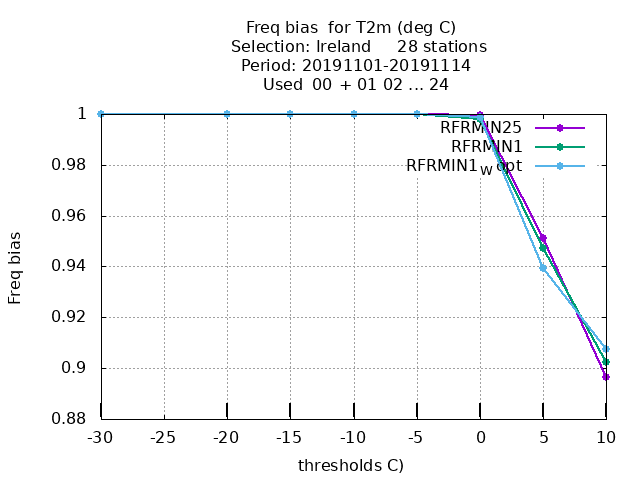 Freq bias  for T2m (deg C)
Selection: Ireland     28 stations
Period: 20191101-20191114
Used  00 + 01 02 ... 24
RFRMIN25
RFRMIN1
RFRMIN1W opt
1
0.98
0.96
0.94
0.92
0.9
0.88
Freq bias
-30 -25 -20 -15 -10 -5 0 5 10
thresholds C)